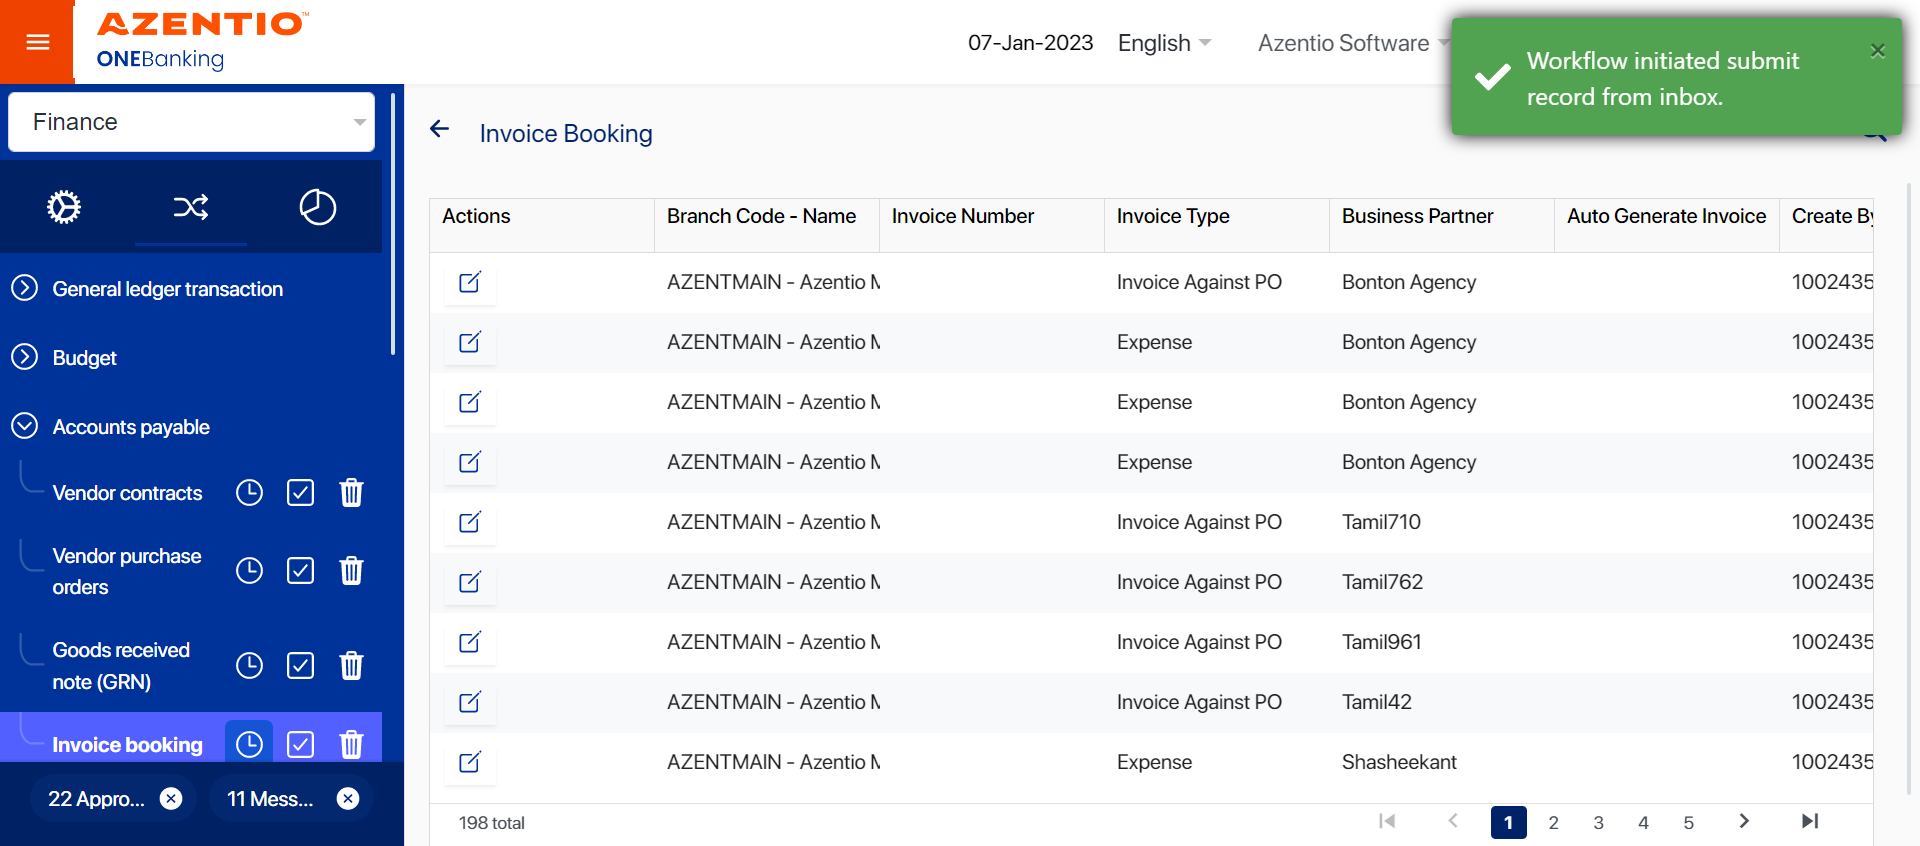 AZENTIO™
ONEBanking
07-Jan-2023
English
Azentio Software
Workflow initiated submit
record from inbox.
×
Finance
General ledger transaction
Budget
Accounts payable
Vendor contracts
Vendor purchase
orders
Goods received
note (GRN)
Invoice booking
22 Appro...
11 Mess...
Invoice Booking
Actions Branch Code - Name Invoice Number Invoice Type Business Partner Auto Generate Invoice Create By
AZENTMAIN - Azentio M Invoice Against PO Bonton Agency 1002435
AZENTMAIN - Azentio M Expense Bonton Agency 1002435
AZENTMAIN - Azentio M Expense Bonton Agency 1002435
AZENTMAIN - Azentio M Expense Bonton Agency 1002435
AZENTMAIN - Azentio M Invoice Against PO Tamil710 1002435
AZENTMAIN - Azentio M Invoice Against PO Tamil762 1002435
AZENTMAIN - Azentio M Invoice Against PO Tamil961 1002435
AZENTMAIN - Azentio M Invoice Against PO Tamil42 1002435
AZENTMAIN - Azentio M Expense Shasheekant 1002435
198 total
1 2 3 4 5